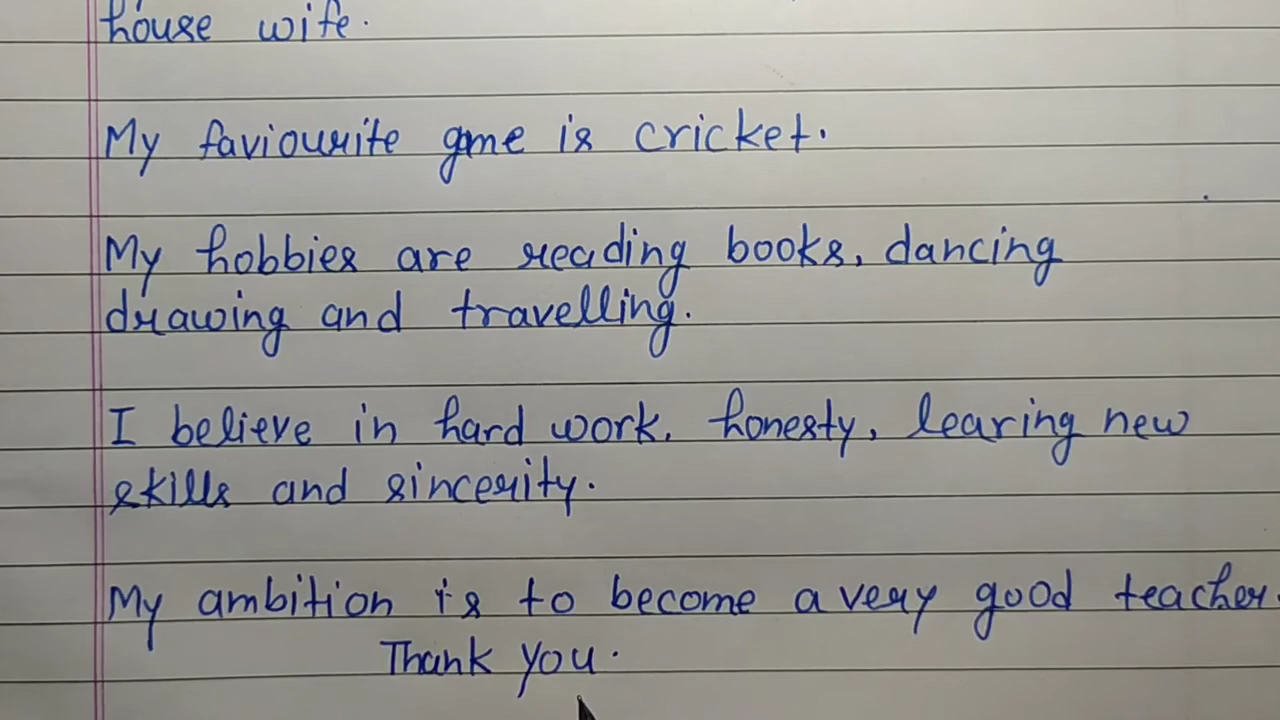 house wife.
My faviourite gme is cricket.
My hobbies are reading books, dancing
drawing and travelling.
I believe in hard work, honesty, learing new
skills and sincerity.
My ambition is to become a very good teacher.
Thank you.